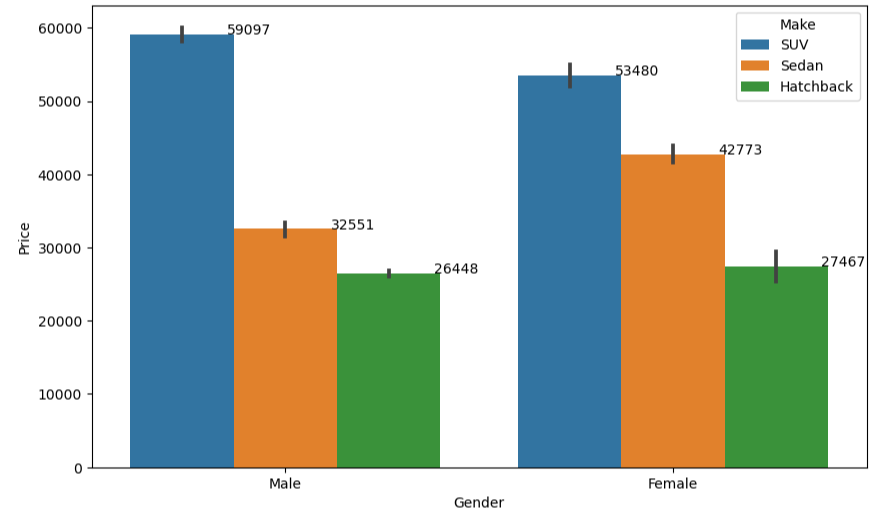 Make
SUV
Sedan
Hatchback
59097
32551
26448
53480
42773
27467
60000
50000
40000
30000
20000
10000
0
Price
Male
Female
Gender